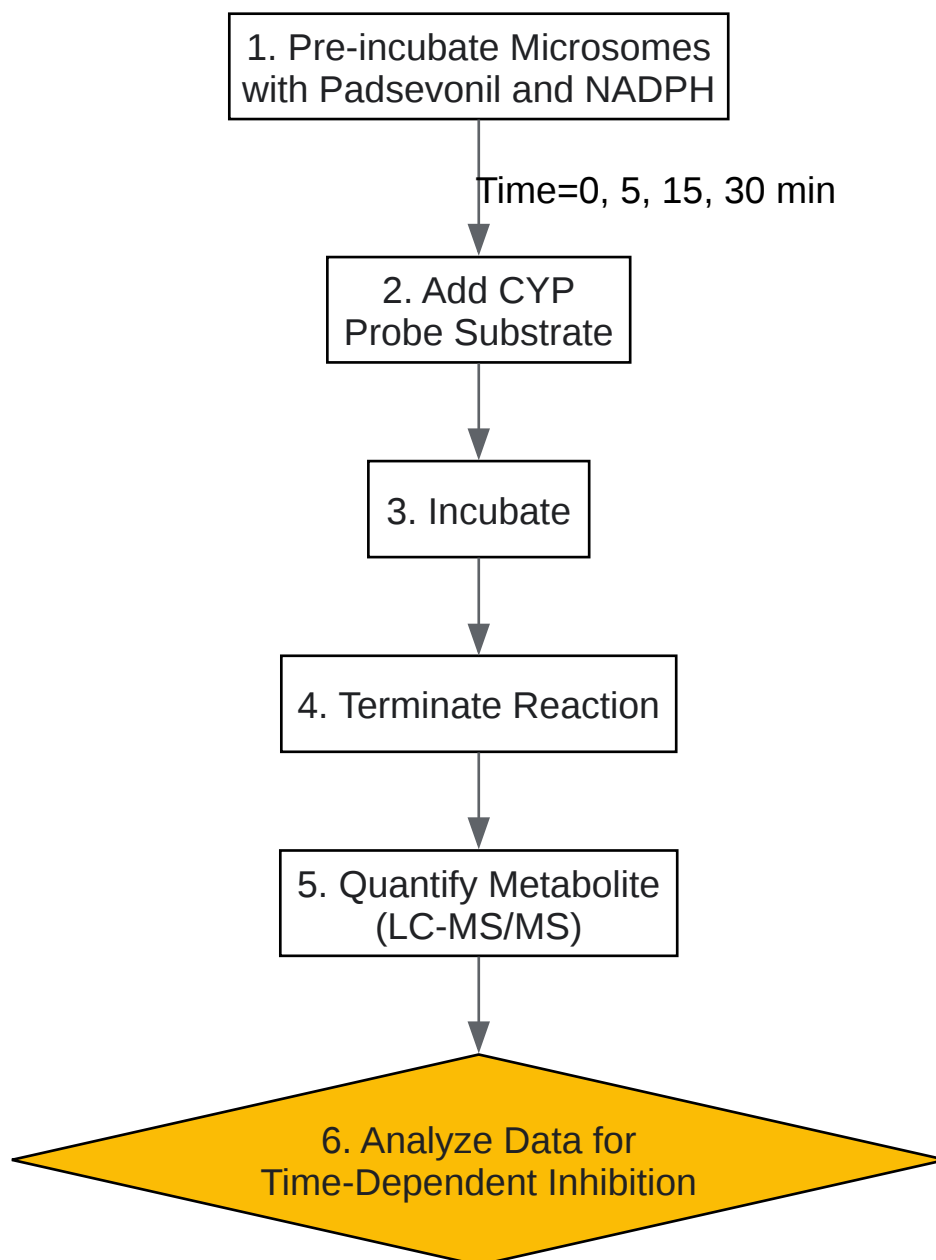 1. Pre-incubate Microsomes
with Padsevonil and NADPH
Time=0, 5, 15, 30 min
2. Add CYP
Probe Substrate
3. Incubate
4. Terminate Reaction
5. Quantify Metabolite
(LC-MS/MS)
6. Analyze Data for
Time-Dependent Inhibition